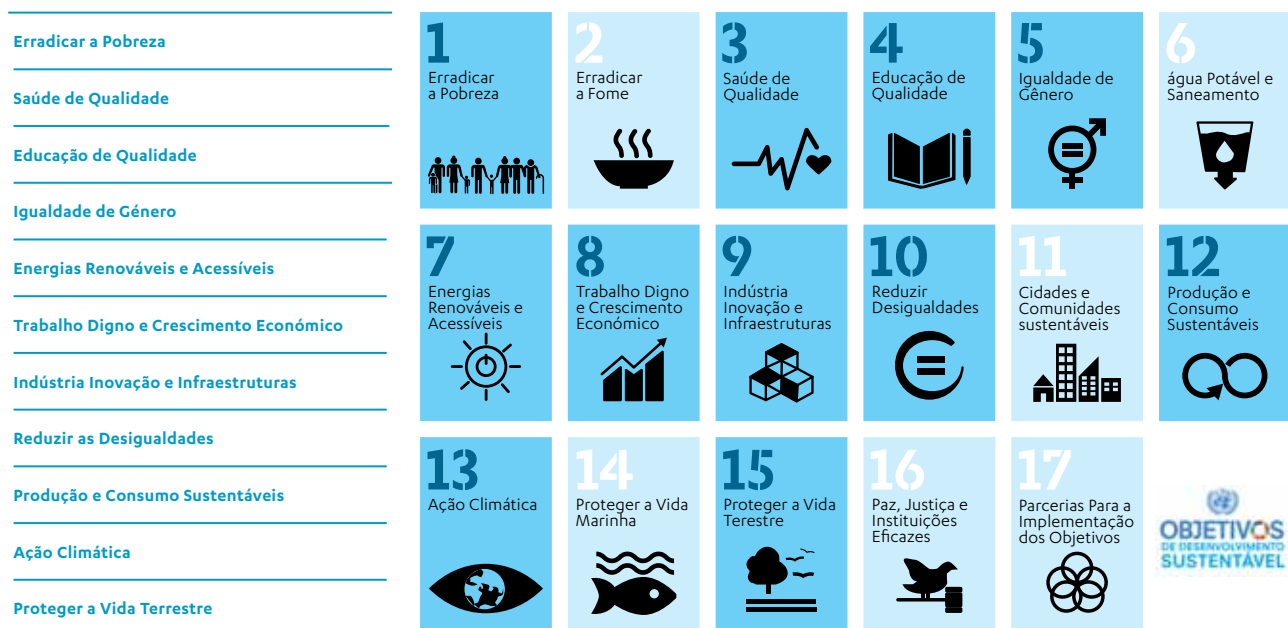 Erradicar a Pobreza
Saúde de Qualidade
Educação de Qualidade
Igualdade de Género
Energias Renováveis e Acessíveis
Trabalho Digno e Crescimento Económico
Indústria Inovação e Infraestruturas
Reduzir as Desigualdades
Produção e Consumo Sustentáveis
Ação Climática
Proteger a Vida Terrestre
1
Erradicar
a Pobreza
2
Erradicar
a Fome
3
Saúde de
Qualidade
4
Educação de
Qualidade
5
Igualdade de
Gênero
6
água Potável e
Saneamento
7
Energias
Renováveis e
Acessíveis
8
Trabalho Digno
e Crescimento
Económico
9
Indústria
Inovação e
Infraestruturas
10
Reduzir
Desigualdades
11
Cidades e
Comunidades
sustentáveis
12
Produção e
Consumo
Sustentáveis
13
Ação Climática
14
Proteger a Vida
Marinha
15
Proteger a Vida
Terestre
16
Paz, Justiça e
Instituições
Eficazes
17
Parcerias Para a
Implementação
dos Objetivos
OBJETIVOS
DE DESENVOLVIMENTO
SUSTENTÁVEL